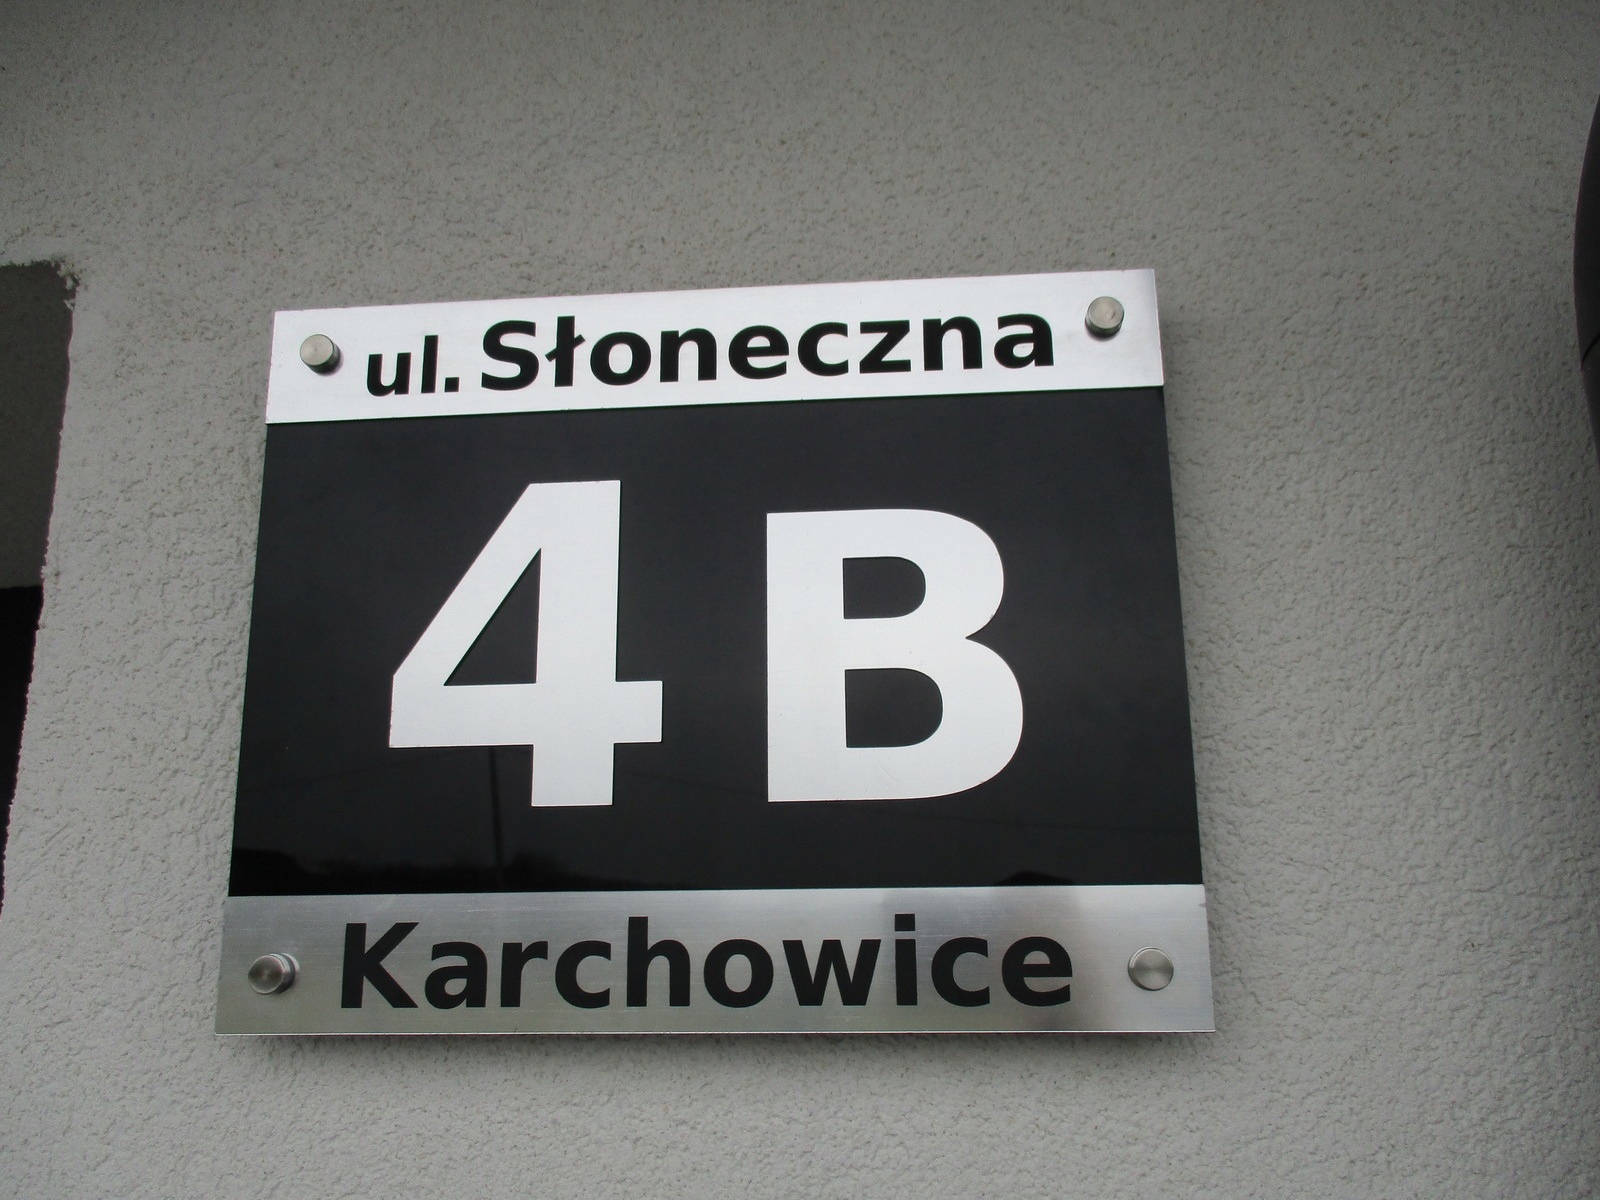 ul. Słoneczna
4 B
Karchowice